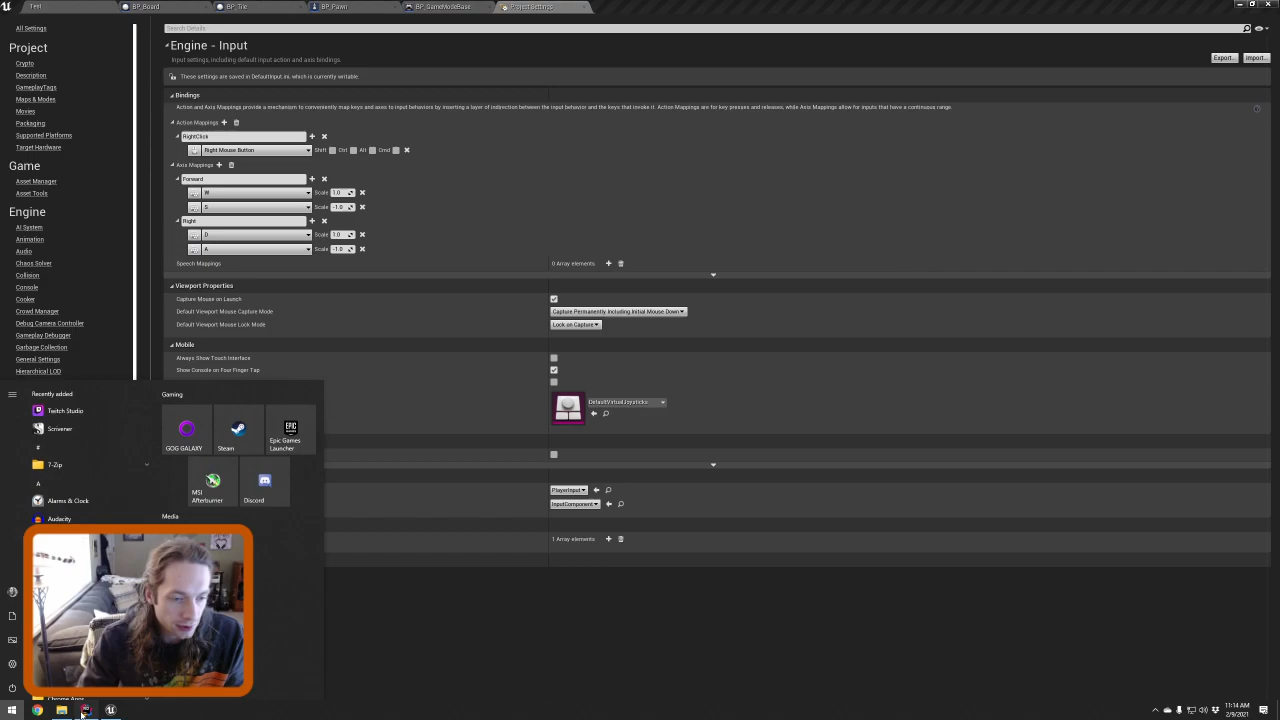 Test
BP_Board
BP_Tile
BP_Pawn
BP_GameModeBase
Project Settings
All Settings
Project
Crypto
Description
GameplayTags
Maps & Modes
Movies
Packaging
Supported Platforms
Target Hardware
Game
Asset Manager
Asset Tools
Engine
AI System
Animation
Audio
Chaos Solver
Collision
Console
Cooker
Crowd Manager
Debug Camera Controller
Gameplay Debugger
Garbage Collection
General Settings
Hierarchical LOD
Search Details
Engine - Input
Input settings, including default input action and axis bindings.
Export...
Import...
These settings are saved in DefaultInput.ini, which is currently writable.
Bindings
Action and Axis Mappings provide a mechanism to conveniently map keys and axes to input behaviors by inserting a layer of indirection between the input behavior and the keys that invoke it. Action Mappings are for key presses and releases, while Axis Mappings allow for inputs that have a continuous range.
Action Mappings
RightClick
Right Mouse Button
Shift
Ctrl
Alt
Cmd
Axis Mappings
Forward
W
Scale 1.0
S
Scale -1.0
Right
D
Scale 1.0
A
Scale -1.0
Speech Mappings
0 Array elements
Viewport Properties
Capture Mouse on Launch
Default Viewport Mouse Capture Mode
Capture Permanently Including Initial Mouse Down
Default Viewport Mouse Lock Mode
Lock on Capture
Mobile
Always Show Touch Interface
Show Console on Four Finger Tap
DefaultVirtualJoysticks
PlayerInput
InputComponent
1 Array elements
Recently added
Twitch Studio
Scrivener
#
7-Zip
A
Alarms & Clock
Audacity
Chrome Apps
Gaming
GOG GALAXY
Steam
Epic Games Launcher
MSI Afterburner
Discord
Media
11:14 AM
2/9/2021